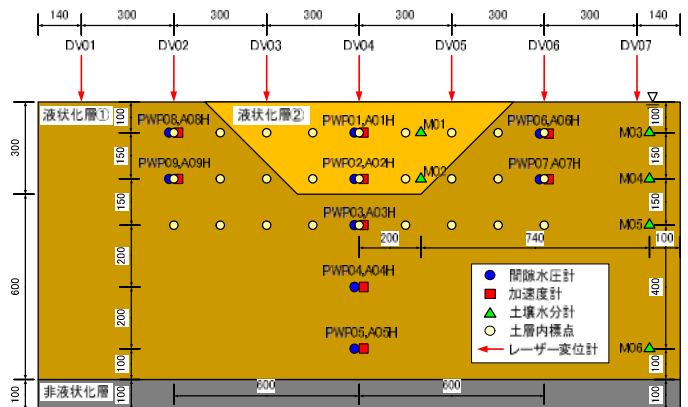 140 300 300 300 300 300 300 140
DV01 DV02 DV03 DV04 DV05 DV06 DV07
液状化層①
液状化層②
PWP08,A08H
PWP01,A01H
M01
PWP06,A06H
M03
PWP09,A09H
PWP02,A02H
M02
PWP07,A07H
M04
PWP03,A03H
M05
200
740
100
PWP04,A04H
PWP05,A05H
M06
間隙水圧計
加速度計
土壌水分計
土層内標点
レーザー変位計
300
600
100
100
150
150
200
200
100
100
100
150
150
400
100
100
非液状化層
600
600